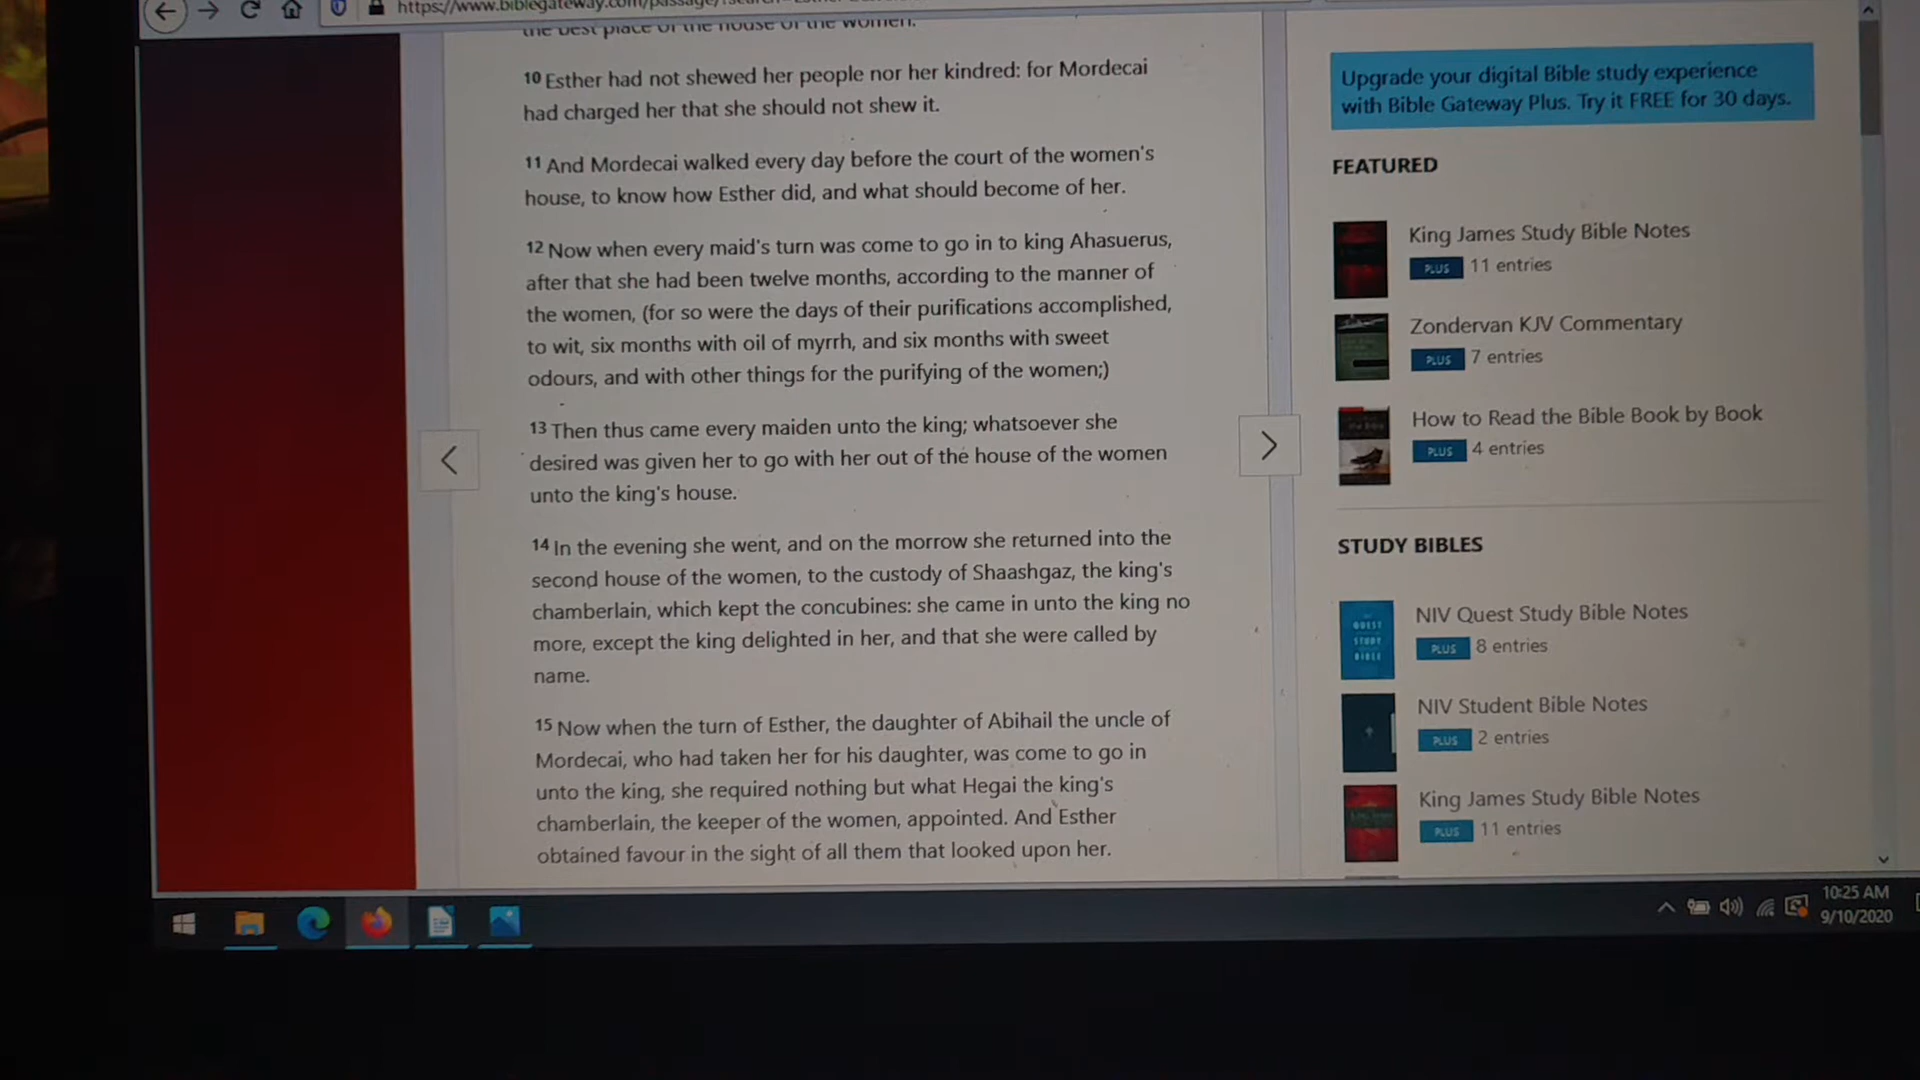 https://www.biblegateway.com/passage/?search=Esther
the best place of the house of the women.
10 Esther had not shewed her people nor her kindred: for Mordecai
had charged her that she should not shew it.
11 And Mordecai walked every day before the court of the women's
house, to know how Esther did, and what should become of her.
12 Now when every maid's turn was come to go in to king Ahasuerus,
after that she had been twelve months, according to the manner of
the women, (for so were the days of their purifications accomplished,
to wit, six months with oil of myrrh, and six months with sweet
odours, and with other things for the purifying of the women;)
13 Then thus came every maiden unto the king; whatsoever she
desired was given her to go with her out of the house of the women
unto the king's house.
14 In the evening she went, and on the morrow she returned into the
second house of the women, to the custody of Shaashgaz, the king's
chamberlain, which kept the concubines: she came in unto the king no
more, except the king delighted in her, and that she were called by
name.
15 Now when the turn of Esther, the daughter of Abihail the uncle of
Mordecai, who had taken her for his daughter, was come to go in
unto the king, she required nothing but what Hegai the king's
chamberlain, the keeper of the women, appointed. And Esther
obtained favour in the sight of all them that looked upon her.
Upgrade your digital Bible study experience
with Bible Gateway Plus. Try it FREE for 30 days.
FEATURED
King James Study Bible Notes
PLUS 11 entries
Zondervan KJV Commentary
PLUS 7 entries
How to Read the Bible Book by Book
PLUS 4 entries
STUDY BIBLES
QUEST
STUDY
BIBLE
NIV Quest Study Bible Notes
PLUS 8 entries
NIV Student Bible Notes
PLUS 2 entries
King James Study Bible Notes
PLUS 11 entries
10:25 AM
9/10/2020